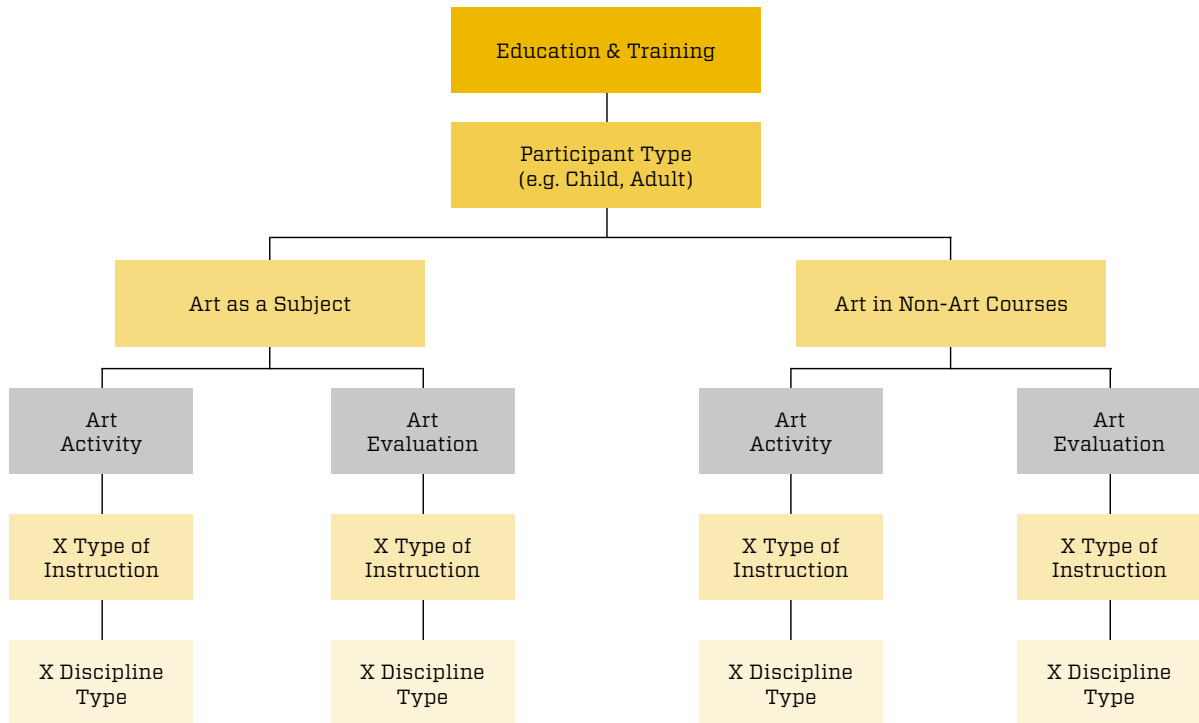 Education & Training
Participant Type
(e.g. Child, Adult)
Art as a Subject
Art in Non-Art Courses
Art
Activity
Art
Evaluation
Art
Activity
Art
Evaluation
X Type of
Instruction
X Type of
Instruction
X Type of
Instruction
X Type of
Instruction
X Discipline
Type
X Discipline
Type
X Discipline
Type
X Discipline
Type